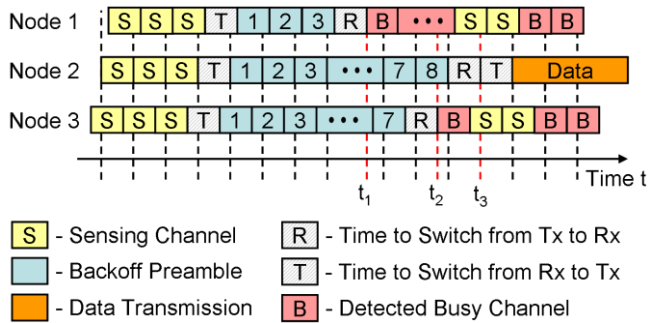 Node 1 S S S T 1 2 3 R B ••• S S B B
Node 2 S S S T 1 2 3 ••• 7 8 R T Data
Node 3 S S S T 1 2 3 ••• 7 R B S S B B
Time t
t1 t2 t3
S - Sensing Channel R - Time to Switch from Tx to Rx
- Backoff Preamble T - Time to Switch from Rx to Tx
- Data Transmission B - Detected Busy Channel